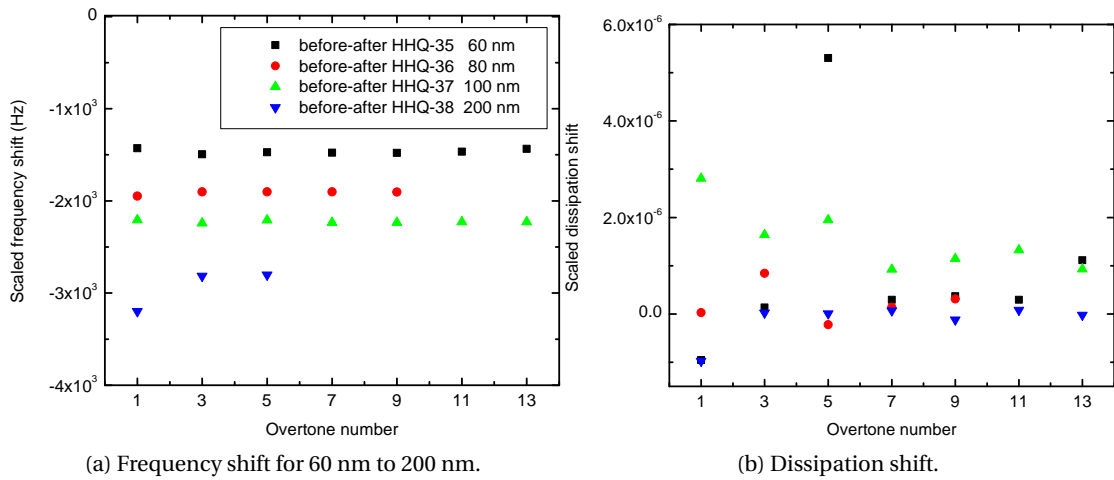 0
-1x10³
-2x10³
-3x10³
-4x10³
Scaled frequency shift (Hz)
before-after HHQ-35 60 nm
before-after HHQ-36 80 nm
before-after HHQ-37 100 nm
before-after HHQ-38 200 nm
1 3 5 7 9 11 13
Overtone number
(a) Frequency shift for 60 nm to 200 nm.
6.0x10⁻⁶
4.0x10⁻⁶
2.0x10⁻⁶
0.0
Scaled dissipation shift
1 3 5 7 9 11 13
Overtone number
(b) Dissipation shift.